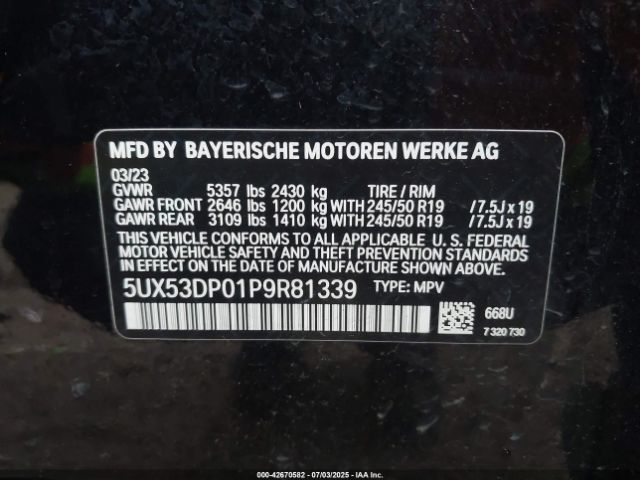 MFD BY BAYERISCHE MOTOREN WERKE AG
03/23
GVWR 5357 lbs 2430 kg TIRE / RIM
GAWR FRONT 2646 lbs 1200 kg WITH 245/50 R19 / 7.5J x 19
GAWR REAR 3109 lbs 1410 kg WITH 245/50 R19 / 7.5J x 19
THIS VEHICLE CONFORMS TO ALL APPLICABLE U. S. FEDERAL
MOTOR VEHICLE SAFETY AND THEFT PREVENTION STANDARDS
IN EFFECT ON THE DATE OF MANUFACTURE SHOWN ABOVE.
5UX53DP01P9R81339 TYPE: MPV
668U
7 320 730
000-42670582 - 07/03/2025 - IAAI.com